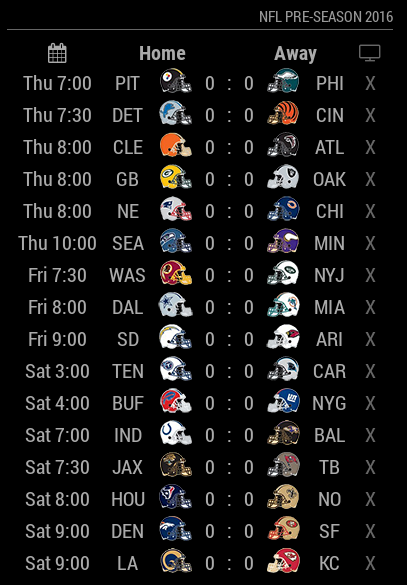 NFL PRE-SEASON 2016
Home Away
Thu 7:00 PIT 0 : 0 PHI X
Thu 7:30 DET 0 : 0 CIN X
Thu 8:00 CLE 0 : 0 ATL X
Thu 8:00 GB 0 : 0 OAK X
Thu 8:00 NE 0 : 0 CHI X
Thu 10:00 SEA 0 : 0 MIN X
Fri 7:30 WAS 0 : 0 NYJ X
Fri 8:00 DAL 0 : 0 MIA X
Fri 9:00 SD 0 : 0 ARI X
Sat 3:00 TEN 0 : 0 CAR X
Sat 4:00 BUF 0 : 0 NYG X
Sat 7:00 IND 0 : 0 BAL X
Sat 7:30 JAX 0 : 0 TB X
Sat 8:00 HOU 0 : 0 NO X
Sat 9:00 DEN 0 : 0 SF X
Sat 9:00 LA 0 : 0 KC X